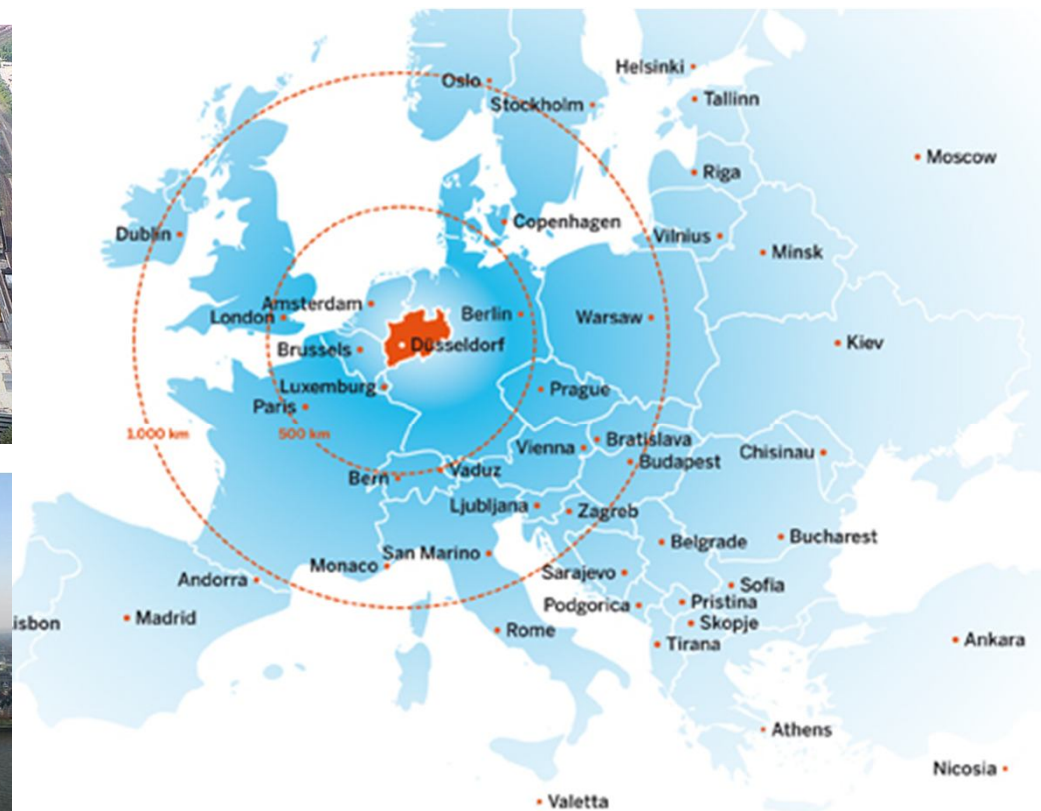 Helsinki
Oslo
Tallinn
Stockholm
Moscow
Riga
Copenhagen
Dublin
Vilnius
Minsk
Amsterdam
London
Berlin
Warsaw
Kiev
Düsseldorf
Brussels
Luxemburg
Prague
Paris
1.000 km
500 km
Bratislava
Vienna
Chisinau
Budapest
Vaduz
Bern
Ljubljana
Zagreb
Bucharest
Belgrade
San Marino
Monaco
Sarajevo
Andorra
Sofia
Pristina
Podgorica
Madrid
isbon
Skopje
Rome
Ankara
Tirana
Athens
Nicosia
Valetta